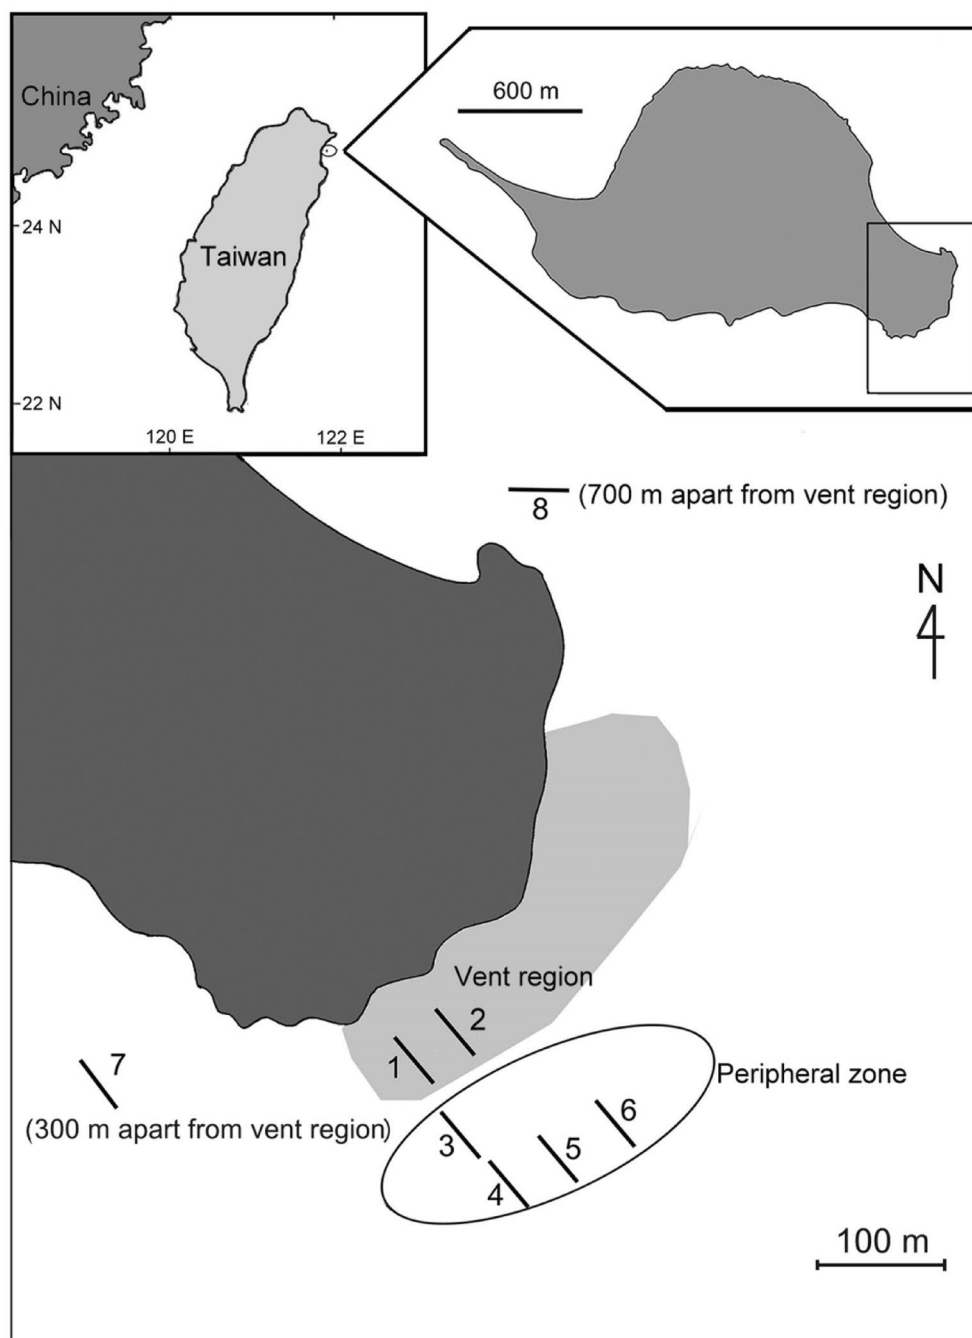 China
Taiwan
24 N
22 N
120 E
122 E
600 m
8 (700 m apart from vent region)
N
Vent region
2
1
7
(300 m apart from vent region)
Peripheral zone
6
5
3
4
100 m